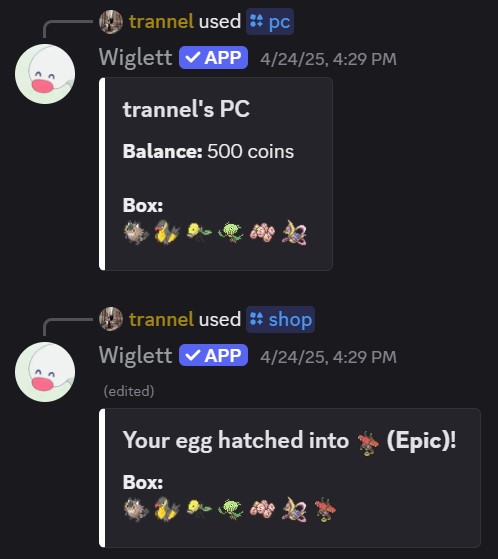 trannel used pc
Wiglett APP 4/24/25, 4:29 PM
trannel's PC
Balance: 500 coins
Box:
trannel used shop
Wiglett APP 4/24/25, 4:29 PM
(edited)
Your egg hatched into (Epic)!
Box: